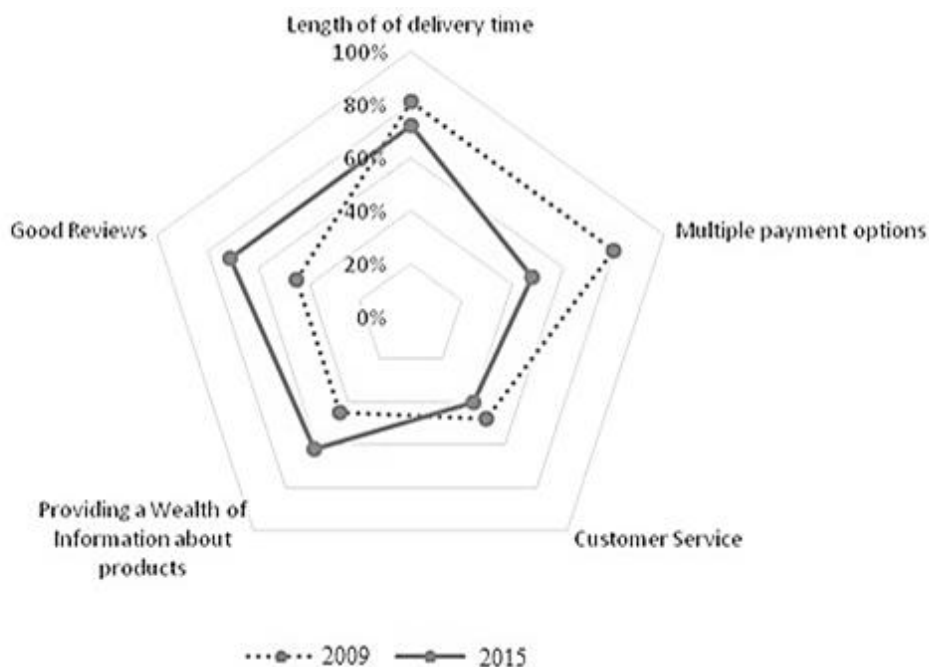 Length of of delivery time
100%
80%
60%
40%
20%
0%
Good Reviews
Multiple payment options
Providing a Wealth of
Information about
products
Customer Service
2009
2015